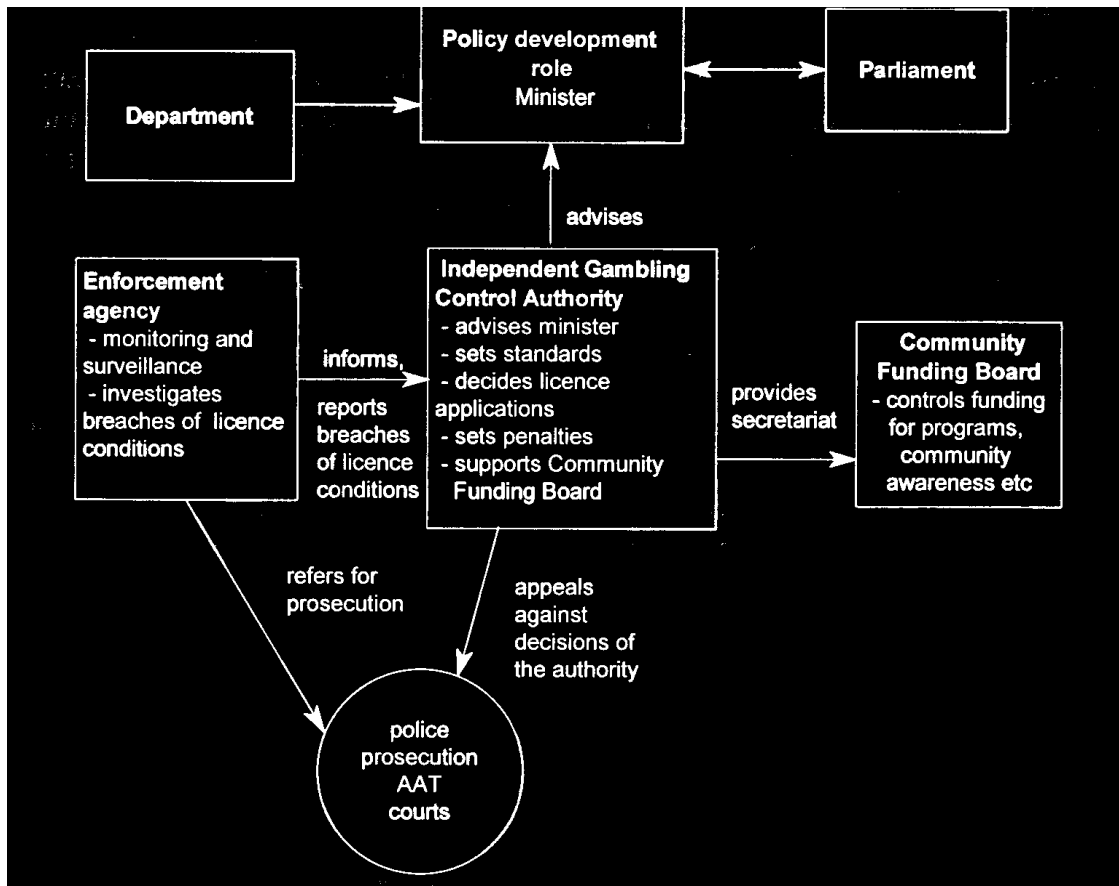 Policy development
role
Minister
Department
Parliament
advises
Enforcement
agency
- monitoring and
surveillance
- investigates
breaches of licence
conditions
informs,
reports
breaches
of licence
conditions
Independent Gambling
Control Authority
- advises minister
- sets standards
- decides licence
applications
- sets penalties
- supports Community
Funding Board
provides
secretariat
Community
Funding Board
- controls funding
for programs,
community
awareness etc
refers for
prosecution
appeals
against
decisions of
the authority
police
prosecution
AAT
courts